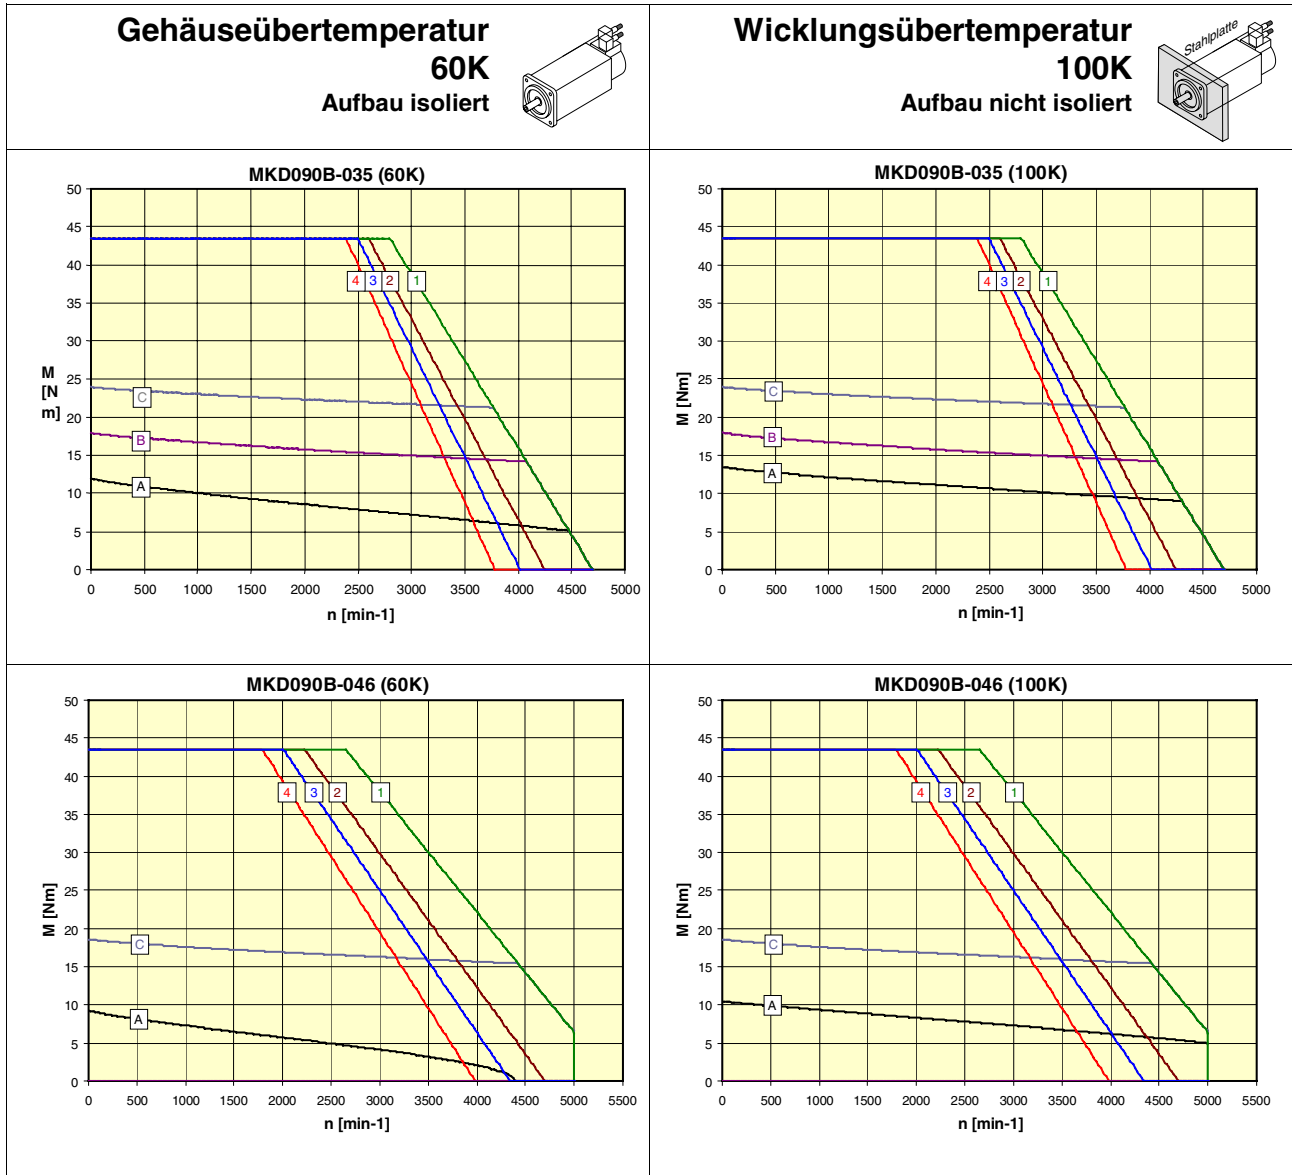 Gehäuseübertemperatur
60K
Aufbau isoliert
Wicklungsübertemperatur
100K
Aufbau nicht isoliert
Stahlplatte
MKD090B-035 (60K)
50
45
40
35
30
25
20
15
10
5
0
M
[N
m]
4 3 2 1
C
B
A
0 500 1000 1500 2000 2500 3000 3500 4000 4500 5000
n [min-1]
MKD090B-035 (100K)
50
45
40
35
30
25
20
15
10
5
0
M [Nm]
4 3 2 1
C
B
A
0 500 1000 1500 2000 2500 3000 3500 4000 4500 5000
n [min-1]
MKD090B-046 (60K)
50
45
40
35
30
25
20
15
10
5
0
M [Nm]
4 3 2 1
C
A
0 500 1000 1500 2000 2500 3000 3500 4000 4500 5000 5500
n [min-1]
MKD090B-046 (100K)
50
45
40
35
30
25
20
15
10
5
0
M [Nm]
4 3 2 1
C
A
0 500 1000 1500 2000 2500 3000 3500 4000 4500 5000 5500
n [min-1]